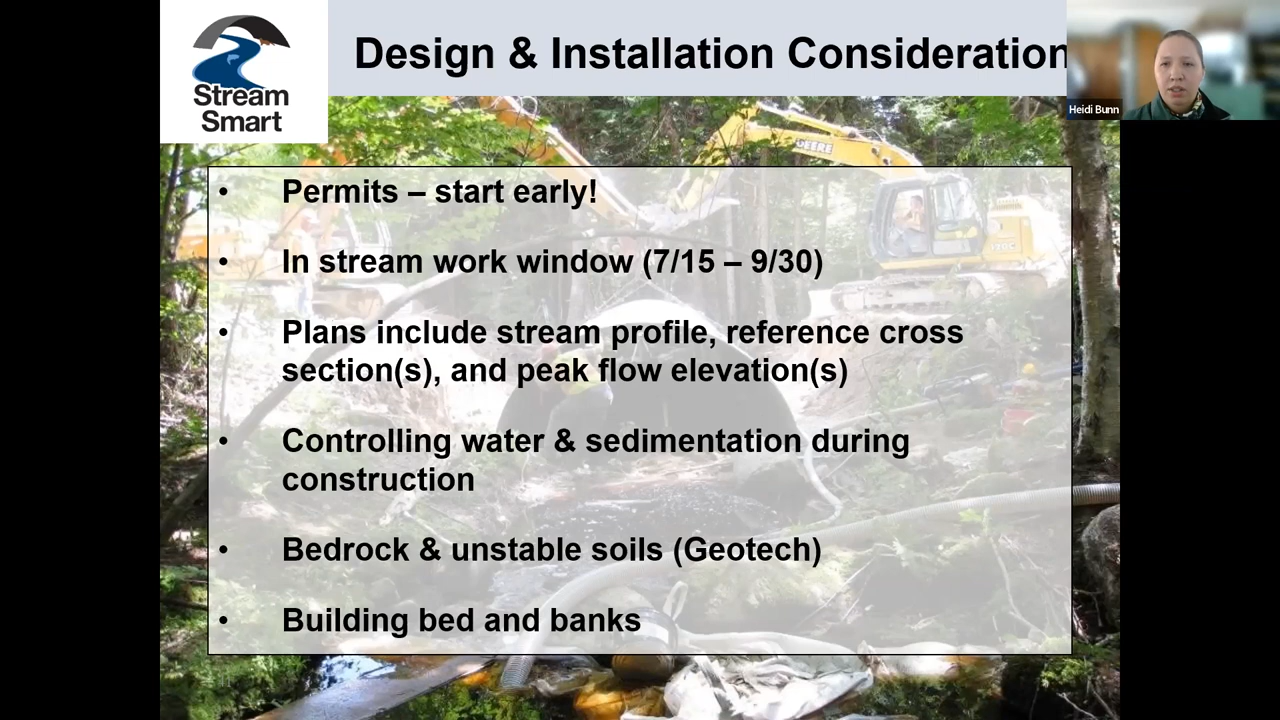 Stream
Smart
Design & Installation Consideration
Heidi Bunn
DEERE
• Permits – start early!
• In stream work window (7/15 – 9/30)
• Plans include stream profile, reference cross
section(s), and peak flow elevation(s)
• Controlling water & sedimentation during
construction
• Bedrock & unstable soils (Geotech)
• Building bed and banks